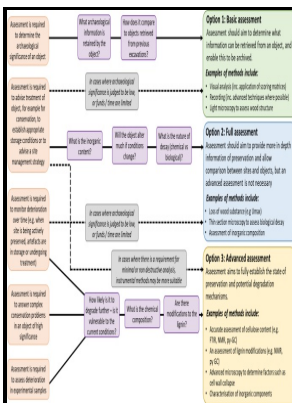 Assessment is required
to determine the
archaeological
significance of an object
What archaeological
information is
retained by the
object?
How does it compare
to objects retrieved
from previous
excavations?
Option 1: Basic assessment
Assessment should aim to determine what
information can be retrieved from an object, and
enable this to be archived.
Examples of methods include:
• Visual analysis (inc. application of scoring matrices)
• Recording (inc. advanced techniques where possible)
• Light microscopy to assess wood structure
Assessment is required to
advise treatment of object,
for example for
conservation, to establish
appropriate
storage conditions or to
advise a site
management strategy
In cases where archaeological
significance is judged to be low,
or funds / time are limited
What is the inorganic
content?
Will the object alter
much if conditions
change?
What is the nature of
decay (chemical vs
biological)?
Option 2: Full assessment
Assessment should aim to provide more in depth
information of preservation and allow
comparison between sites and objects, but an
advanced assessment is not necessary
Examples of methods include:
• Loss of wood substance (e.g.
• Thin section microscopy to assess biological decay
• Assessment of inorganic composition
Assessment is required
to monitor deterioration
over time (e.g. when
site is being actively
preserved, artefacts are
in storage or undergoing
treatment)
In cases where archaeological
significance is judged to be low,
or funds / time are limited
In cases where there is a requirement for
minimal or non destructive analysis,
instrumental methods may be more suitable
Option 3: Advanced assessment
Assessment aims to fully establish the state of
preservation and potential degradation
mechanisms.
Examples of methods include:
• Accurate assessment of cellulose content (e.g.
FTIR, NMR, py-GC)
• An assessment of lignin modifications (e.g. NMR,
py GC)
• Advanced microscopy to determine factors such as
cell wall collapse
• Characterisation of inorganic components
Assessment is required
to answer complex
conservation problems
in an object of high
significance
How likely is it to
degrade further – is it
vulnerable to the
current conditions?
What is the chemical
composition?
Are there
modifications to the
lignin?
Assessment is required
to assess deterioration
in an example site